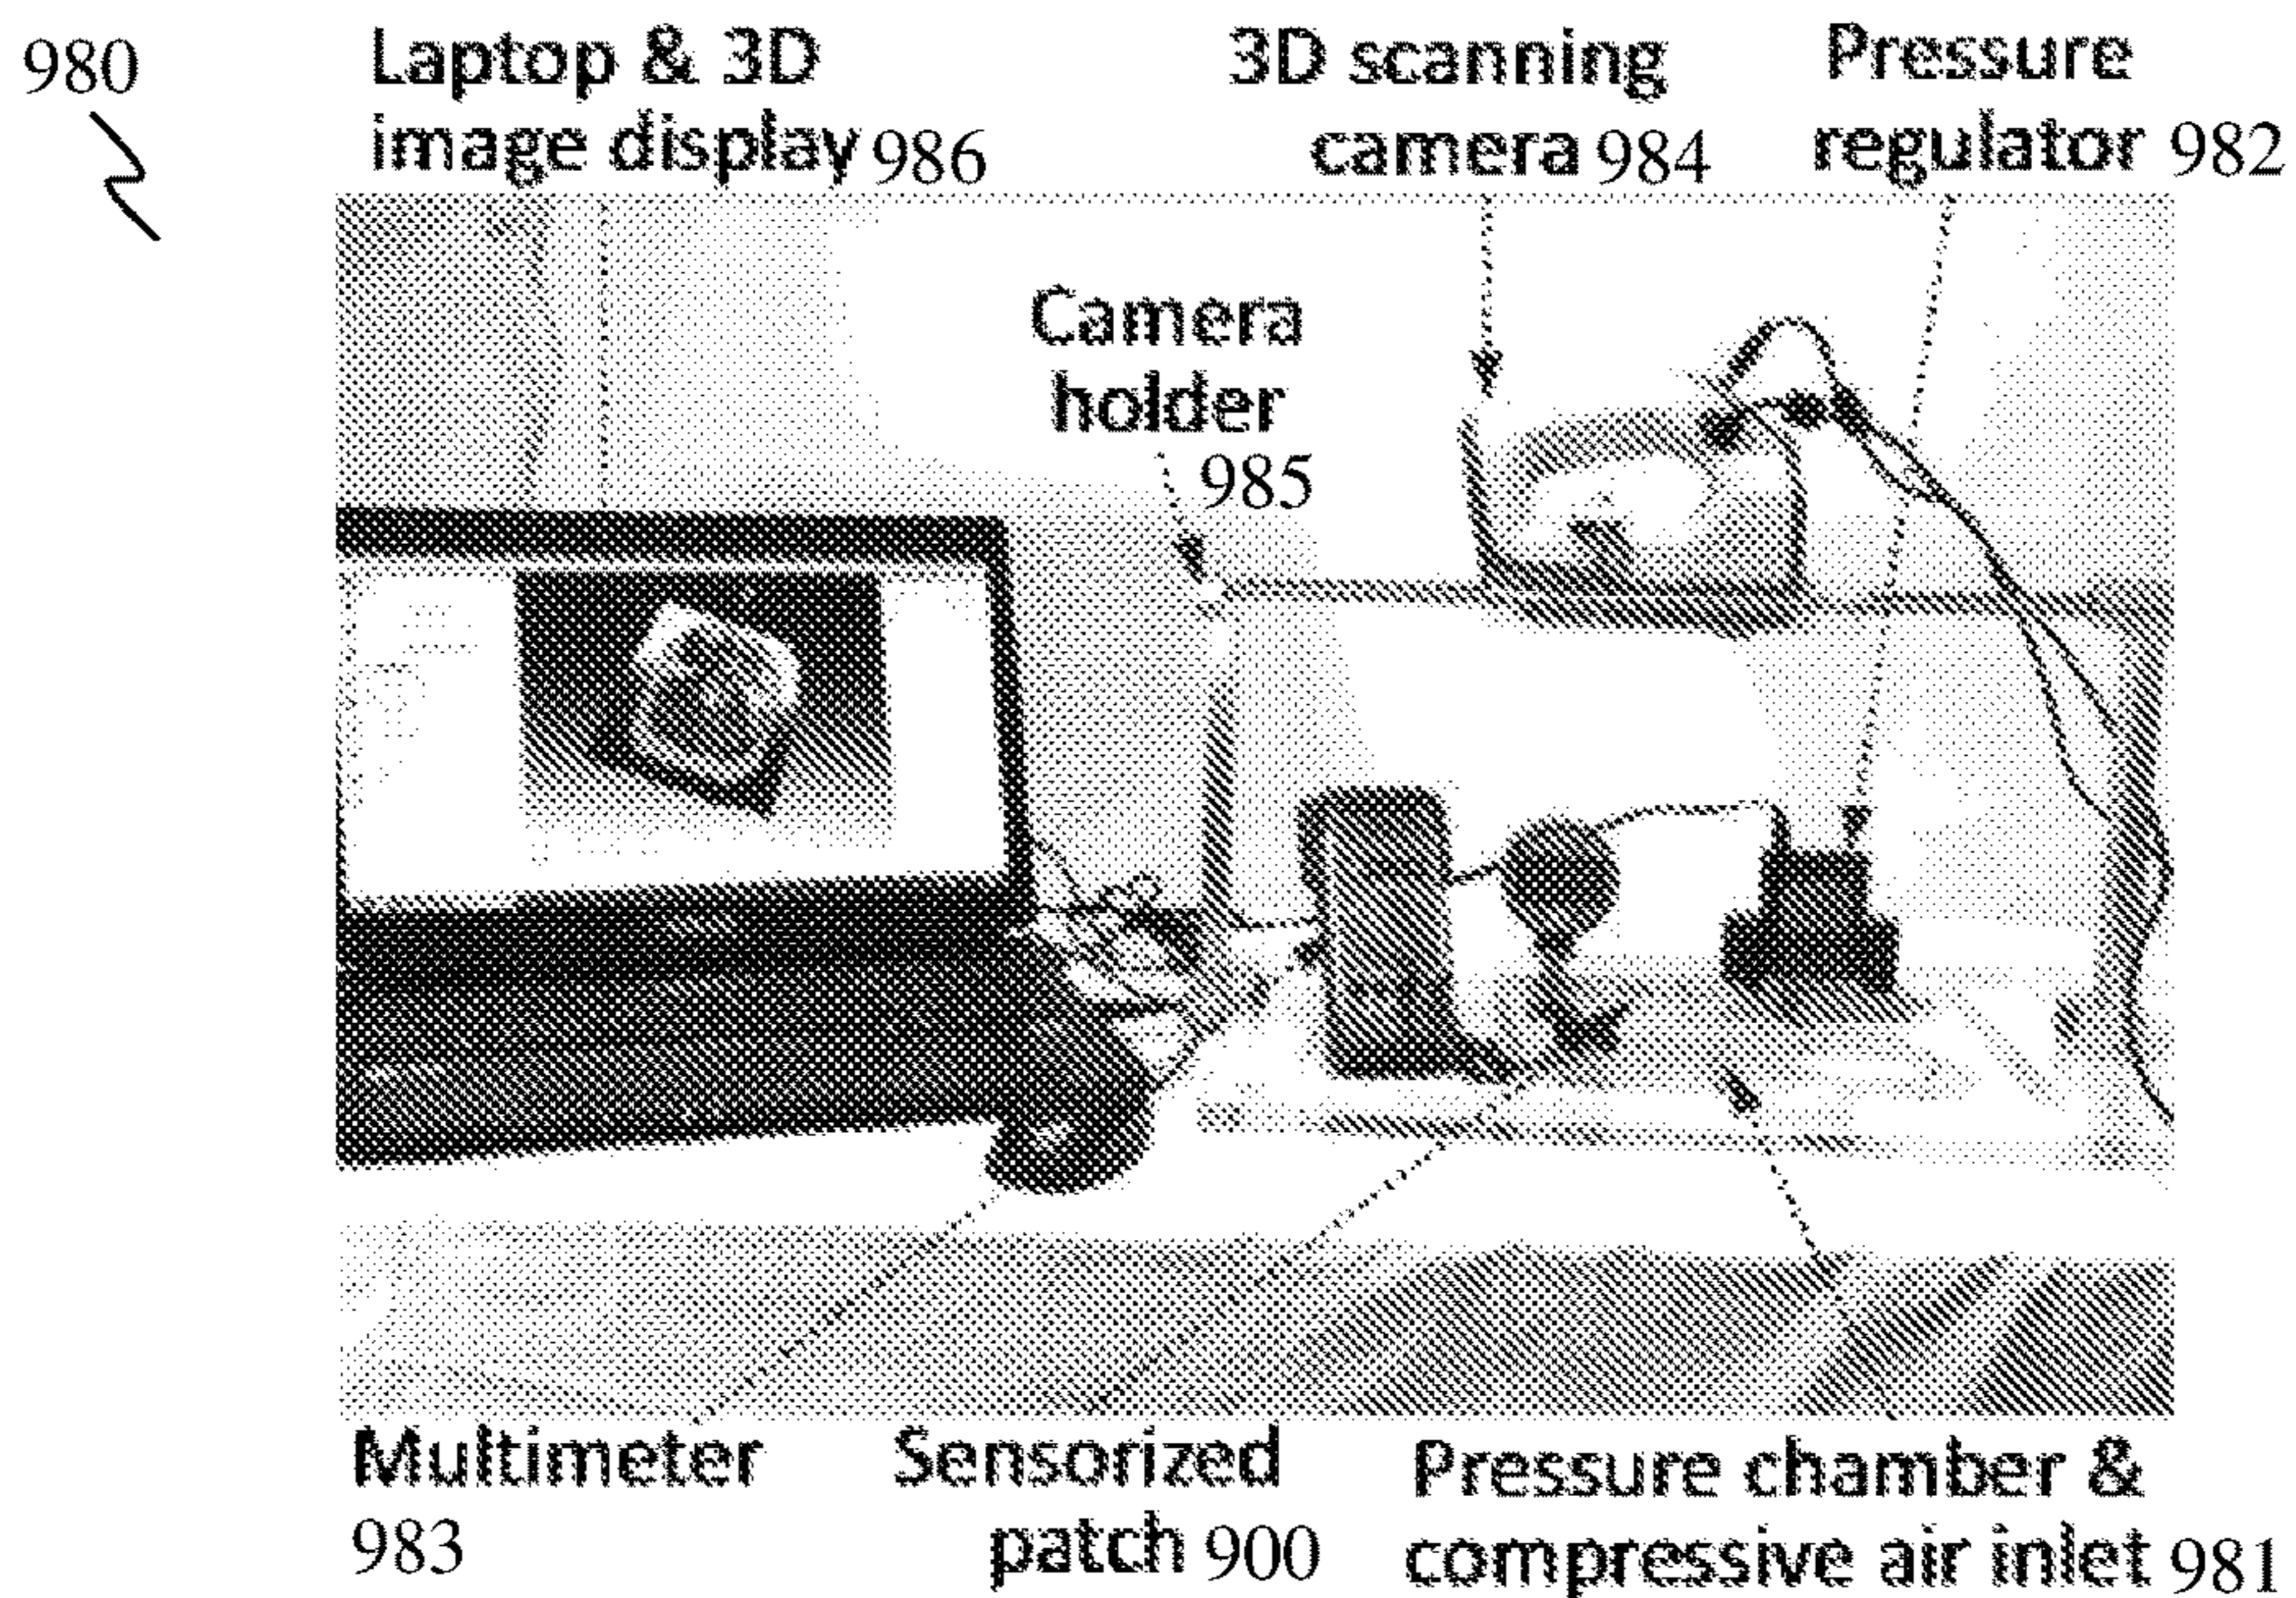 980
Laptop & 3D
image display 986
3D scanning
camera 984
Pressure
regulator 982
Camera
holder
985
Multimeter
983
Sensorized
patch 900
Pressure chamber &
compressive air inlet 981